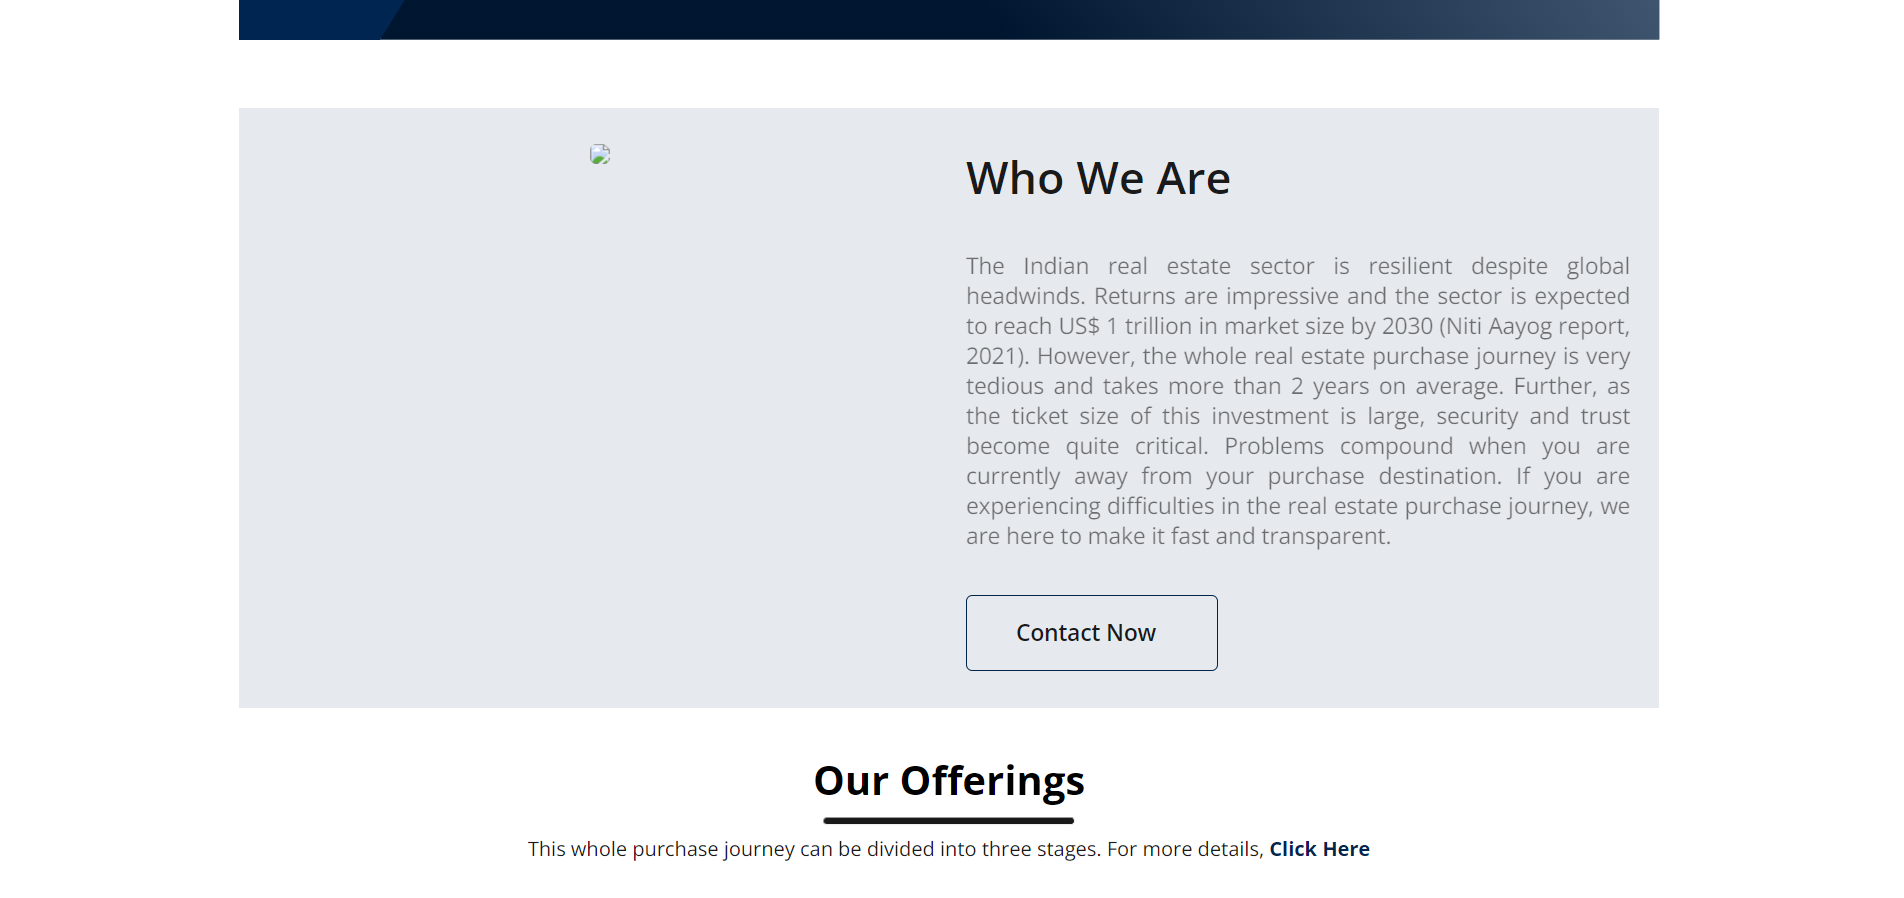 Who We Are
The Indian real estate sector is resilient despite global
headwinds. Returns are impressive and the sector is expected
to reach US$ 1 trillion in market size by 2030 (Niti Aayog report,
2021). However, the whole real estate purchase journey is very
tedious and takes more than 2 years on average. Further, as
the ticket size of this investment is large, security and trust
become quite critical. Problems compound when you are
currently away from your purchase destination. If you are
experiencing difficulties in the real estate purchase journey, we
are here to make it fast and transparent.
Contact Now
Our Offerings
This whole purchase journey can be divided into three stages. For more details, Click Here